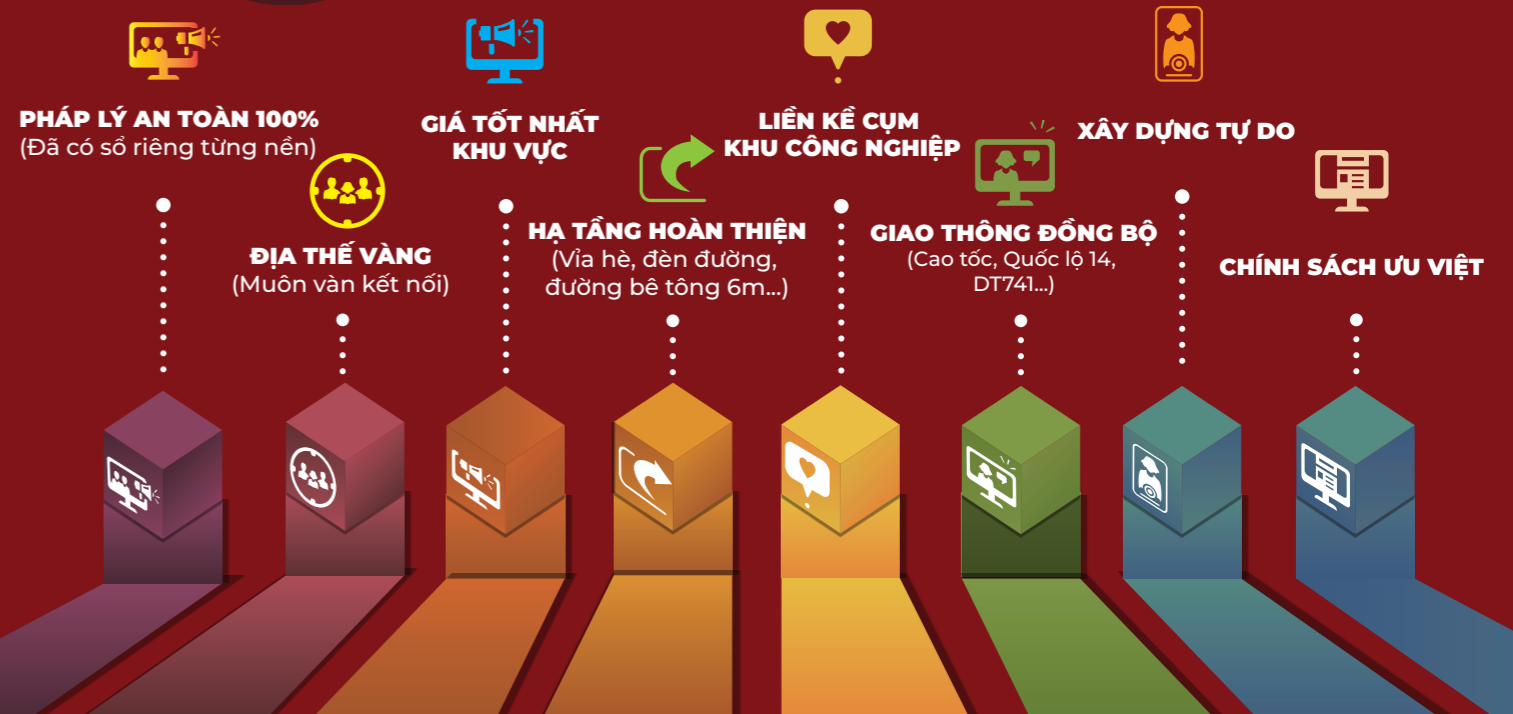 PHÁP LÝ AN TOÀN 100%
(Đã có sổ riêng từng nền)
ĐỊA THẾ VÀNG
(Muôn vàn kết nối)
GIÁ TỐT NHẤT
KHU VỰC
HẠ TẦNG HOÀN THIỆN
(Vỉa hè, đèn đường,
đường bê tông 6m...)
LIỀN KỀ CỤM
KHU CÔNG NGHIỆP
GIAO THÔNG ĐỒNG BỘ
(Cao tốc, Quốc lộ 14,
DT741...)
XÂY DỰNG TỰ DO
CHÍNH SÁCH ƯU VIỆT